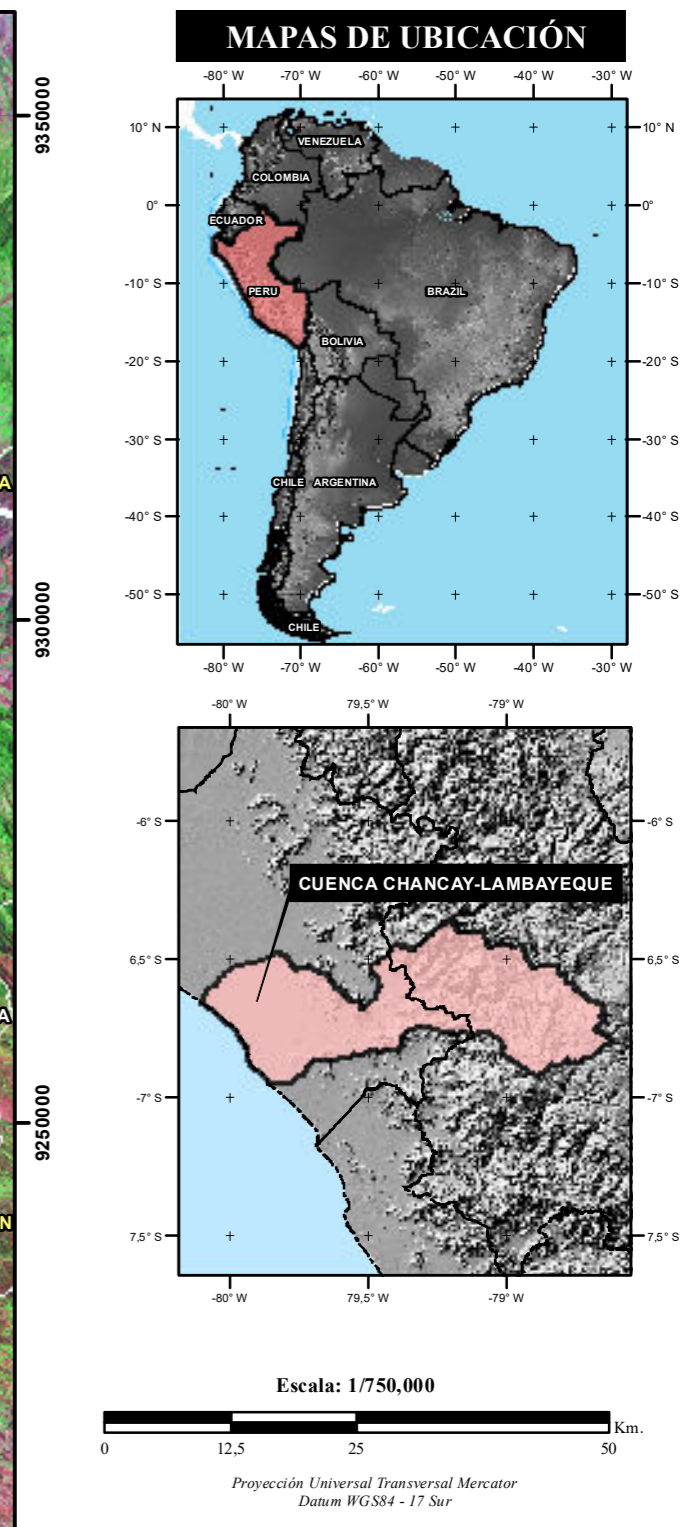 MAPAS DE UBICACIÓN
-80° W -70° W -60° W -50° W -40° W -30° W
10° N 10° N
VENEZUELA
COLOMBIA
0° 0°
ECUADOR
-10° S PERU BRAZIL -10° S
BOLIVIA
-20° S -20° S
-30° S -30° S
CHILE ARGENTINA
-40° S -40° S
-50° S -50° S
CHILE
-80° W -70° W -60° W -50° W -40° W -30° W
9350000
A
9300000
A
9250000
N
-80° W 79,5° W -79° W
-6° S -6° S
CUENCA CHANCAY-LAMBAYEQUE
6,5° S 6,5° S
-7° S -7° S
7,5° S 7,5° S
-80° W 79,5° W -79° W
Escala: 1/750,000
Km.
0 12,5 25 50
Proyección Universal Transversal Mercator
Datum WGS84 - 17 Sur